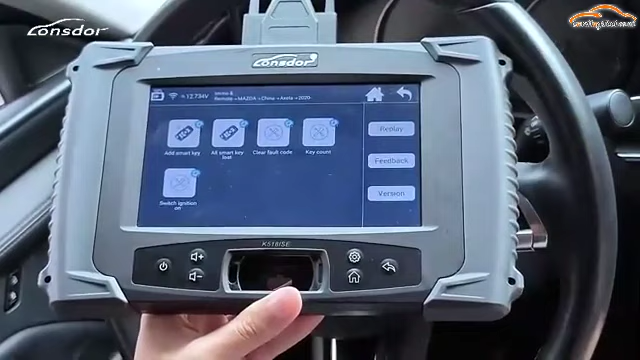 Lonsdor
Lonsdor
12.734V
Remote->MAZDA->China->Axela->2020-
Add smart key
All smart key lost
Clear fault code
Key count
Switch ignition on
Replay
Feedback
Version
K518ISE